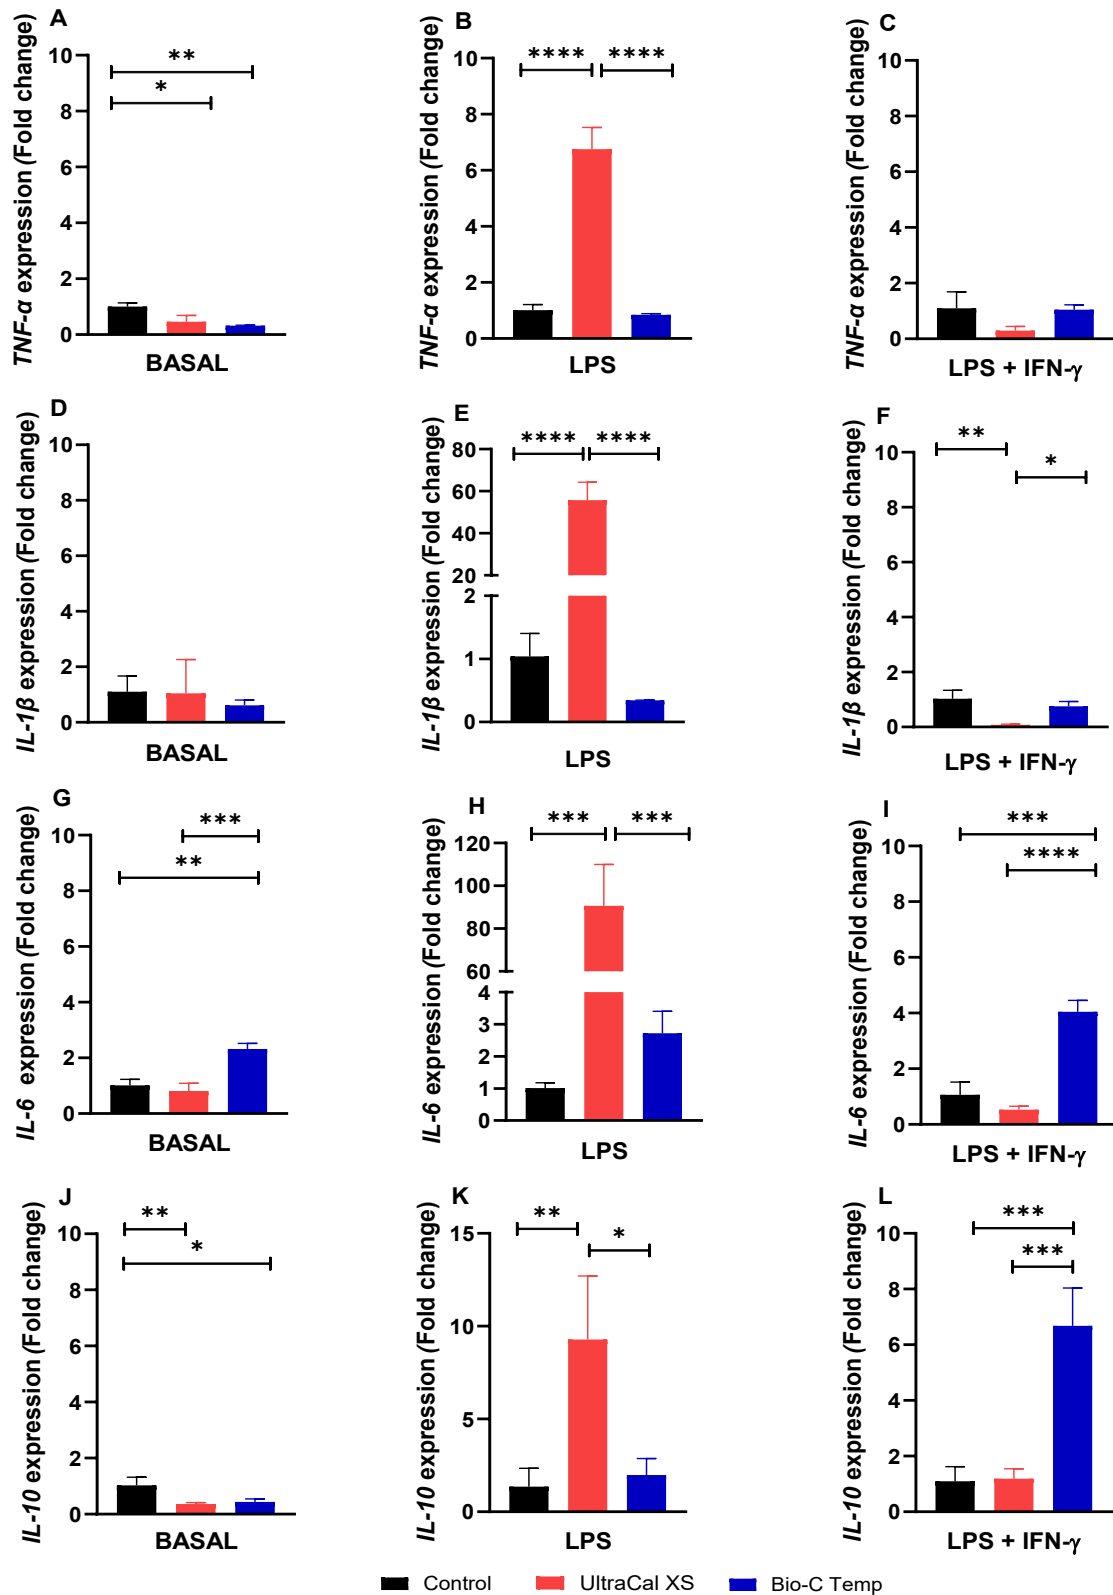 A
TNF-α expression (Fold change)
10
8
6
4
2
0
**
*
BASAL
B
TNF-α expression (Fold change)
10
8
6
4
2
0
****
****
LPS
C
TNF-α expression (Fold change)
10
8
6
4
2
0
LPS + IFN-γ
D
IL-1β expression (Fold change)
10
8
6
4
2
0
BASAL
E
IL-1β expression (Fold change)
80
60
40
20
2
1
0
****
****
LPS
F
IL-1β expression (Fold change)
10
8
6
4
2
0
**
*
LPS + IFN-γ
G
IL-6 expression (Fold change)
10
8
6
4
2
0
***
**
BASAL
H
IL-6 expression (Fold change)
120
100
80
60
4
3
2
1
0
***
***
LPS
I
IL-6 expression (Fold change)
10
8
6
4
2
0
***
****
LPS + IFN-γ
J
IL-10 expression (Fold change)
10
8
6
4
2
0
**
*
BASAL
K
IL-10 expression (Fold change)
15
10
5
0
**
*
LPS
L
IL-10 expression (Fold change)
10
8
6
4
2
0
***
***
LPS + IFN-γ
Control
UltraCal XS
Bio-C Temp